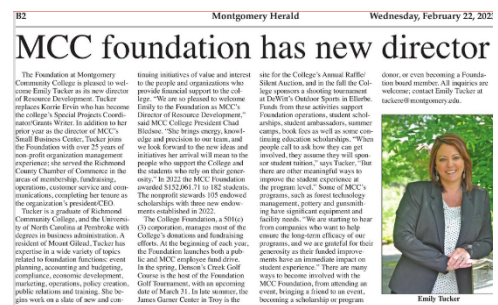 B2
Montgomery Herald
Wednesday, February 22, 202
MCC foundation has new director
The Foundation at Montgomery
Community College is pleased to wel-
come Emily Tucker as its new director
of Resource Development. Tucker
replaces Korrie Ervin who has become
the college's Special Projects Coordi-
nator/Grants Writer. In addition to her
prior year as the director of MCC's
Small Business Center, Tucker joins
the Foundation with over 25 years of
non-profit organization management
experience; she served the Richmond
County Chamber of Commerce in the
areas of membership, fundraising,
operations, customer service and com-
munications, completing her tenure as
the organization's president/CEO.
Tucker is a graduate of Richmond
Community College, and the Universi-
ty of North Carolina at Pembroke with
degrees in business administration. A
resident of Mount Gilead, Tucker has
expertise in a wide variety of topics
related to foundation functions: event
planning, accounting and budgeting,
compliance, economic development,
marketing, operations, policy creation,
public relations and training. She be-
gins work on a slate of new and con-
tinuing initiatives of value and interest
to the people and organizations who
provide financial support to the col-
lege. "We are so pleased to welcome
Emily to the Foundation as MCC's
Director of Resource Development,"
said MCC College President Chad
Bledsoe. "She brings energy, knowl-
edge and precision to our team, and
we look forward to the new ideas and
initiatives her arrival will mean to the
people who support the College and
the students who rely on their gener-
osity." In 2022 the MCC Foundation
awarded $152,061.71 to 182 students.
The nonprofit stewards 105 endowed
scholarships with three new endow-
ments established in 2022.
The College Foundation, a 501(c)
(3) corporation, manages most of the
College's donations and fundraising
efforts. At the beginning of each year,
the Foundation launches both a pub-
lic and MCC employee fund drive.
In the spring, Denson's Creek Golf
Course is the host of the Foundation
Golf Tournament, with an upcoming
date of March 31. In late summer, the
James Garner Center in Troy is the
site for the College's Annual Raffle/
Silent Auction, and in the fall the Col-
lege sponsors a shooting tournament
at DeWitt's Outdoor Sports in Ellerbe.
Funds from these activities support
Foundation operations, student schol-
arships, student ambassadors, summer
camps, book fees as well as some con-
tinuing education scholarships. "When
people call to ask how they can get
involved, they assume they will spon-
sor student tuition," says Tucker, "But
there are other meaningful ways to
improve the student experience at
the program level." Some of MCC's
programs, such as forest technology
management, pottery and gunsmith-
ing have significant equipment and
facility needs. "We are starting to hear
from companies who want to help
ensure the long-term efficacy of our
programs, and we are grateful for their
generosity as their funded improve-
ments have an immediate impact on
student experience." There are many
ways to become involved with the
MCC Foundation, from attending an
event, bringing a friend to an event,
becoming a scholarship or program
donor, or even becoming a Founda-
tion board member. All inquiries are
welcome; contact Emily Tucker at
tuckere@montgomery.edu.
Emily Tucker